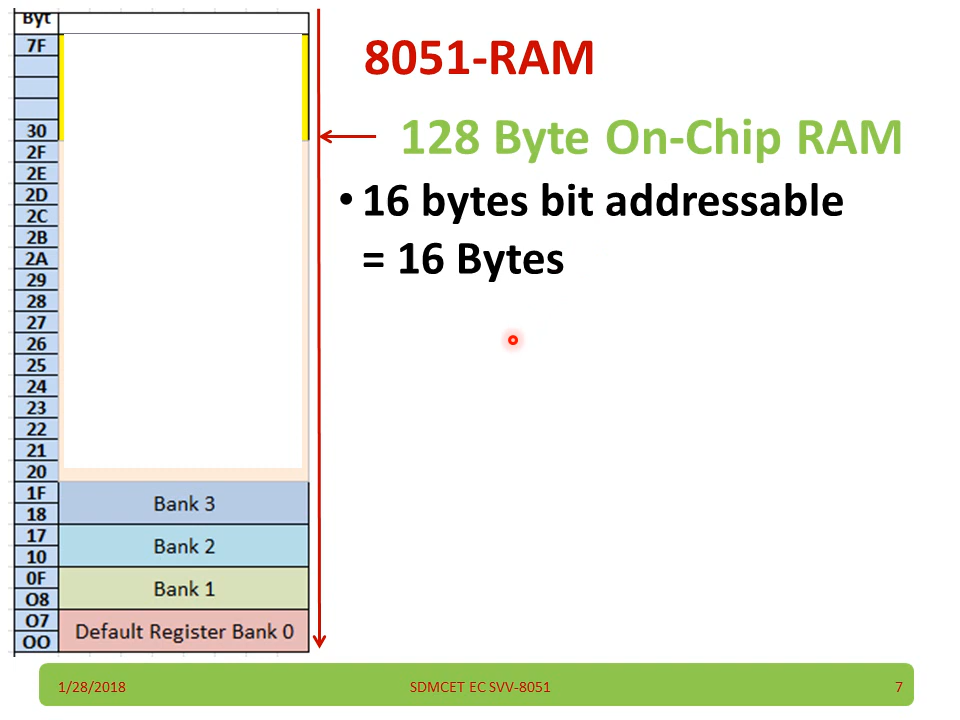 Byt
7F
30
2F
2E
2D
2C
2B
2A
29
28
27
26
25
24
23
22
21
20
1F
18
Bank 3
17
10
Bank 2
0F
O8
Bank 1
O7
OO
Default Register Bank 0
8051-RAM
128 Byte On-Chip RAM
• 16 bytes bit addressable
= 16 Bytes
1/28/2018
SDMCET EC SVV-8051
7